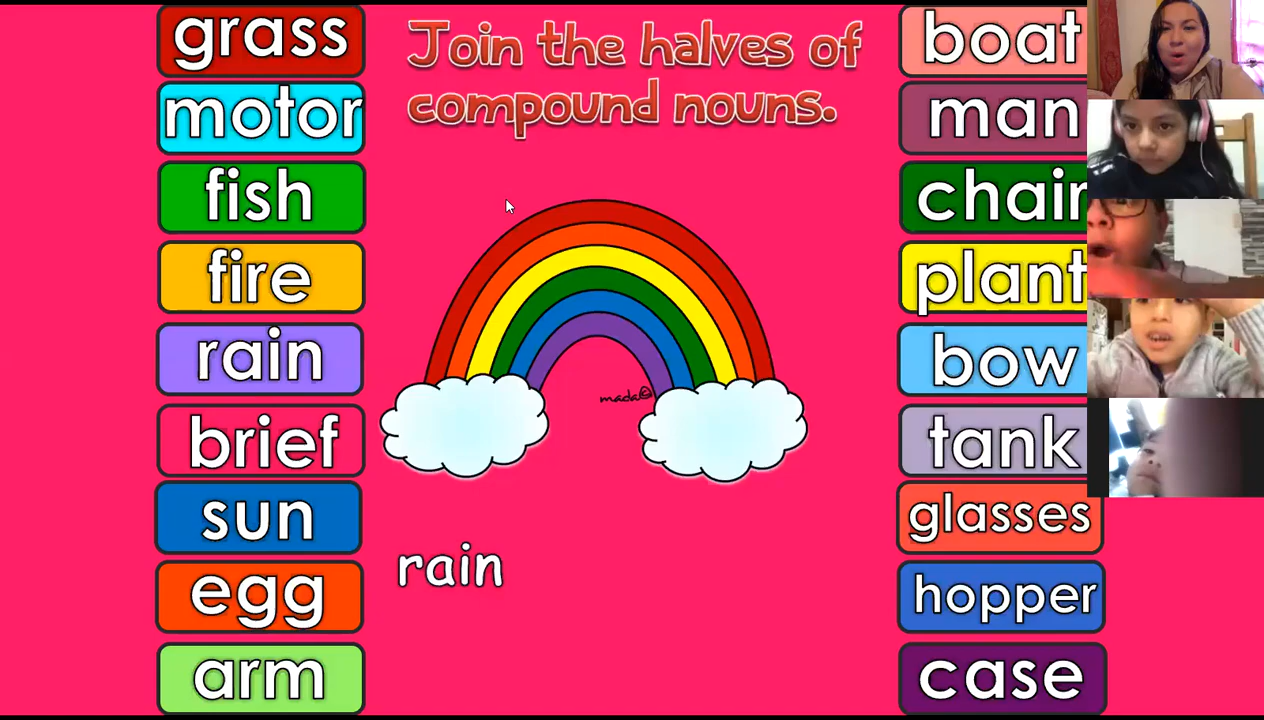 Join the halves of
compound nouns.
grass
motor
fish
fire
rain
brief
sun
egg
arm
mada©
rain
boat
man
chair
plant
bow
tank
glasses
hopper
case